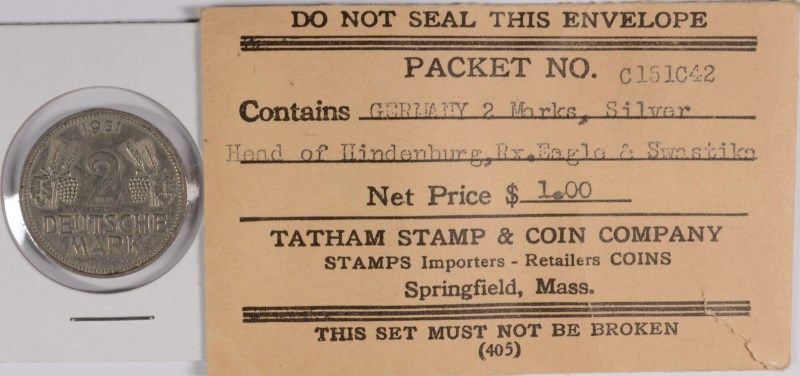 1951
2
DEUTSCHE
MARK
DO NOT SEAL THIS ENVELOPE
PACKET NO. C151C42
Contains GERMANY 2 Marks, Silver
Head of Hindenburg, Rx. Eagle & Swastika
Net Price $ 1.00
TATHAM STAMP & COIN COMPANY
STAMPS Importers - Retailers COINS
Springfield, Mass.
THIS SET MUST NOT BE BROKEN
(405)